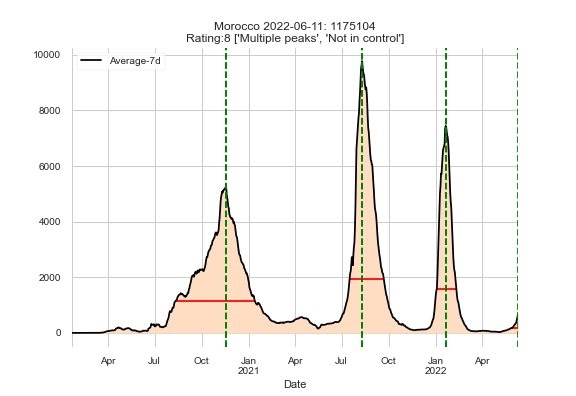 Morocco 2022-06-11: 1175104
Rating:8 ['Multiple peaks', 'Not in control']
Average-7d
10000
8000
6000
4000
2000
0
Apr Jul Oct Jan Apr Jul Oct Jan Apr
2021 2022
Date